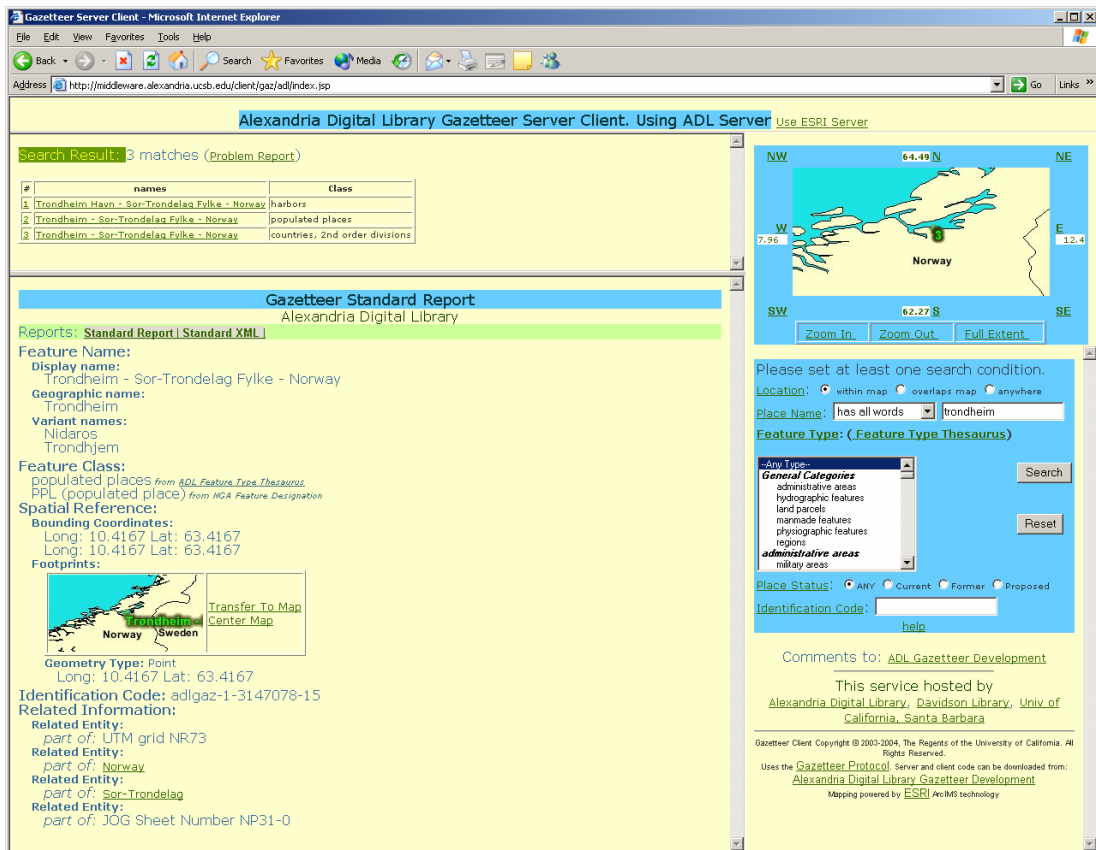 Gazetteer Server Client - Microsoft Internet Explorer
File Edit View Favorites Tools Help
Back Search Favorites Media
Address http://middleware.alexandria.ucsb.edu/client/gaz/adl/index.jsp Go Links »
Alexandria Digital Library Gazetteer Server Client. Using ADL Server Use ESRI Server
Search Result: 3 matches (Problem Report)
# names Class
1 Trondheim Havn - Sor-Trondelag Fylke - Norway harbors
2 Trondheim - Sor-Trondelag Fylke - Norway populated places
3 Trondheim - Sor-Trondelag Fylke - Norway countries, 2nd order divisions
Gazetteer Standard Report
Alexandria Digital Library
Reports: Standard Report | Standard XML |
Feature Name:
Display name:
Trondheim - Sor-Trondelag Fylke - Norway
Geographic name:
Trondheim
Variant names:
Nidaros
Trondhjem
Feature Class:
populated places from ADL Feature Type Thesaurus
PPL (populated place) from NGA Feature Designation
Spatial Reference:
Bounding Coordinates:
Long: 10.4167 Lat: 63.4167
Long: 10.4167 Lat: 63.4167
Footprints:
Trondheim -
Norway Sweden
Transfer To Map
Center Map
Geometry Type: Point
Long: 10.4167 Lat: 63.4167
Identification Code: adlgaz-1-3147078-15
Related Information:
Related Entity:
part of: UTM grid NR73
Related Entity:
part of: Norway
Related Entity:
part of: Sor-Trondelag
Related Entity:
part of: JOG Sheet Number NP31-0
NW 64.49 N NE
W E
7.96 12.4
3
Norway
SW 62.27 S SE
Zoom In Zoom Out Full Extent
Please set at least one search condition.
Location: within map overlaps map anywhere
Place Name: has all words trondheim
Feature Type: ( Feature Type Thesaurus)
--Any Type--
General Categories
administrative areas
hydrographic features
land parcels
manmade features
physiographic features
regions
administrative areas
military areas
Search
Reset
Place Status: ANY Current Former Proposed
Identification Code:
help
Comments to: ADL Gazetteer Development
This service hosted by
Alexandria Digital Library, Davidson Library, Univ of
California, Santa Barbara
Gazetteer Client Copyright © 2003-2004, The Regents of the University of California. All
Rights Reserved.
Uses the Gazetteer Protocol. Server and client code can be downloaded from:
Alexandria Digital Library Gazetteer Development
Mapping powered by ESRI ArcIMS technology